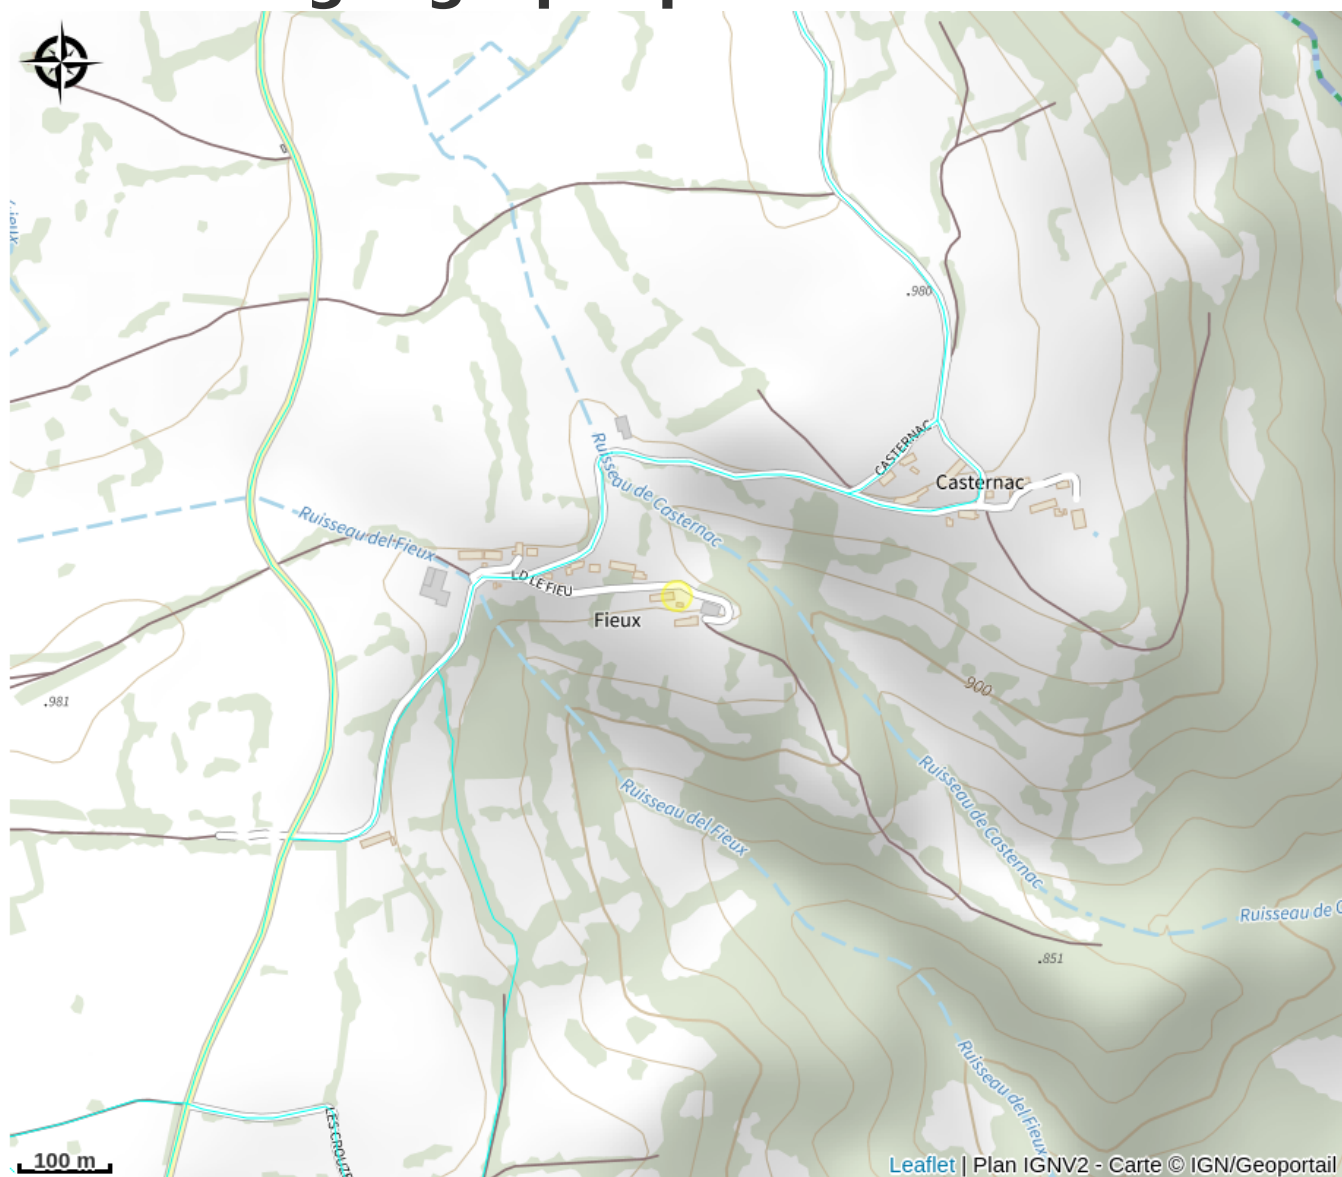 .980
CASTERNAC
Casternac
Ruisseau de Casternac
Ruisseau del Fieux
LD LE FIEU
Fieux
.981
900
Ruisseau del Fieux
Ruisseau de Casternac
Ruisseau de C
.851
Ruisseau del Fieux
LES CROUZE
100 m
Leaflet | Plan IGNV2 - Carte © IGN/Geoportail